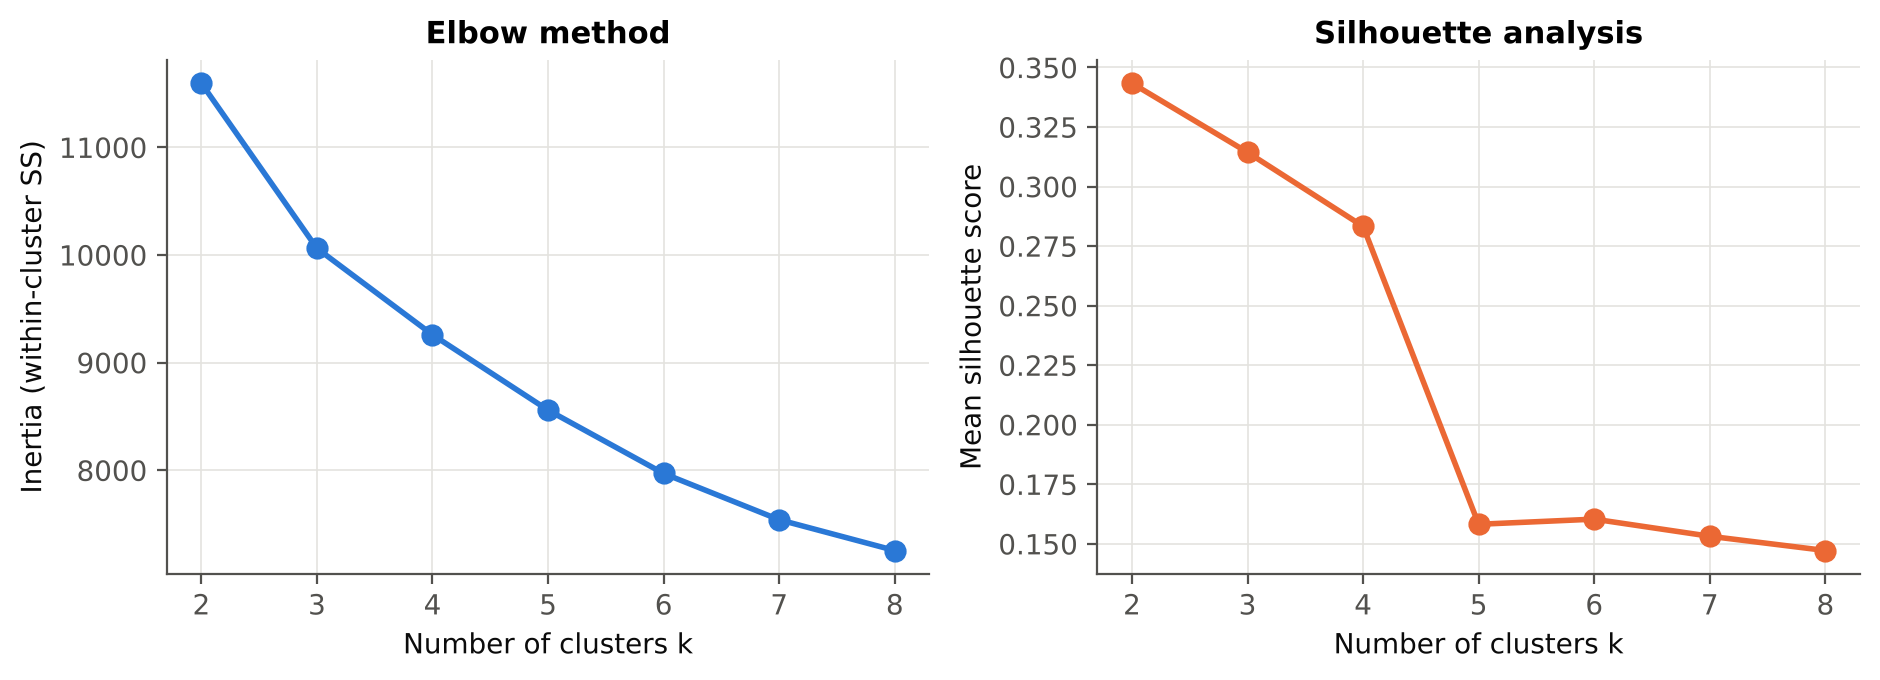 Elbow method
Inertia (within-cluster SS)
11000
10000
9000
8000
2 3 4 5 6 7 8
Number of clusters k
Silhouette analysis
Mean silhouette score
0.350
0.325
0.300
0.275
0.250
0.225
0.200
0.175
0.150
2 3 4 5 6 7 8
Number of clusters k